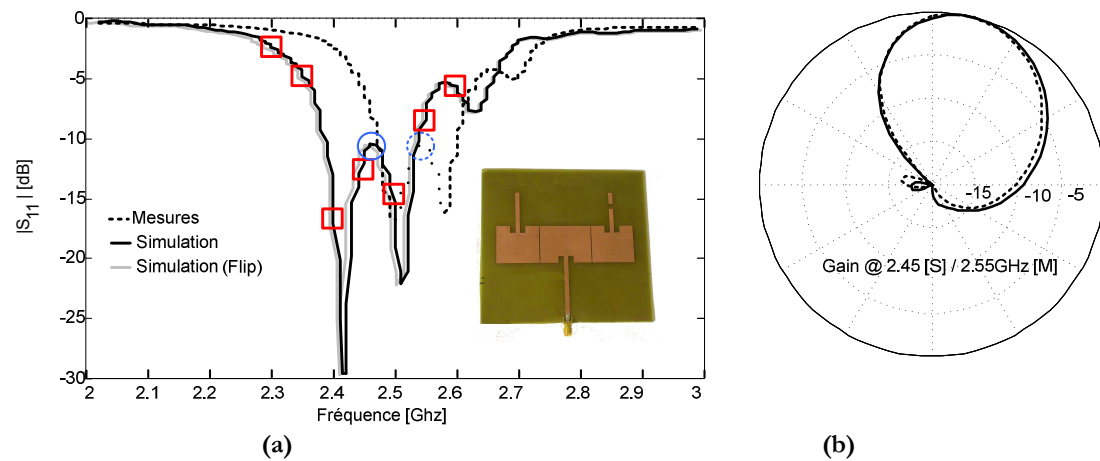 0
-5
-10
-15
-20
-25
-30
|S11| [dB]
Mesures
Simulation
Simulation (Flip)
2 2.1 2.2 2.3 2.4 2.5 2.6 2.7 2.8 2.9 3
Fréquence [Ghz]
(a)
-15 -10 -5
Gain @ 2.45 [S] / 2.55GHz [M]
(b)